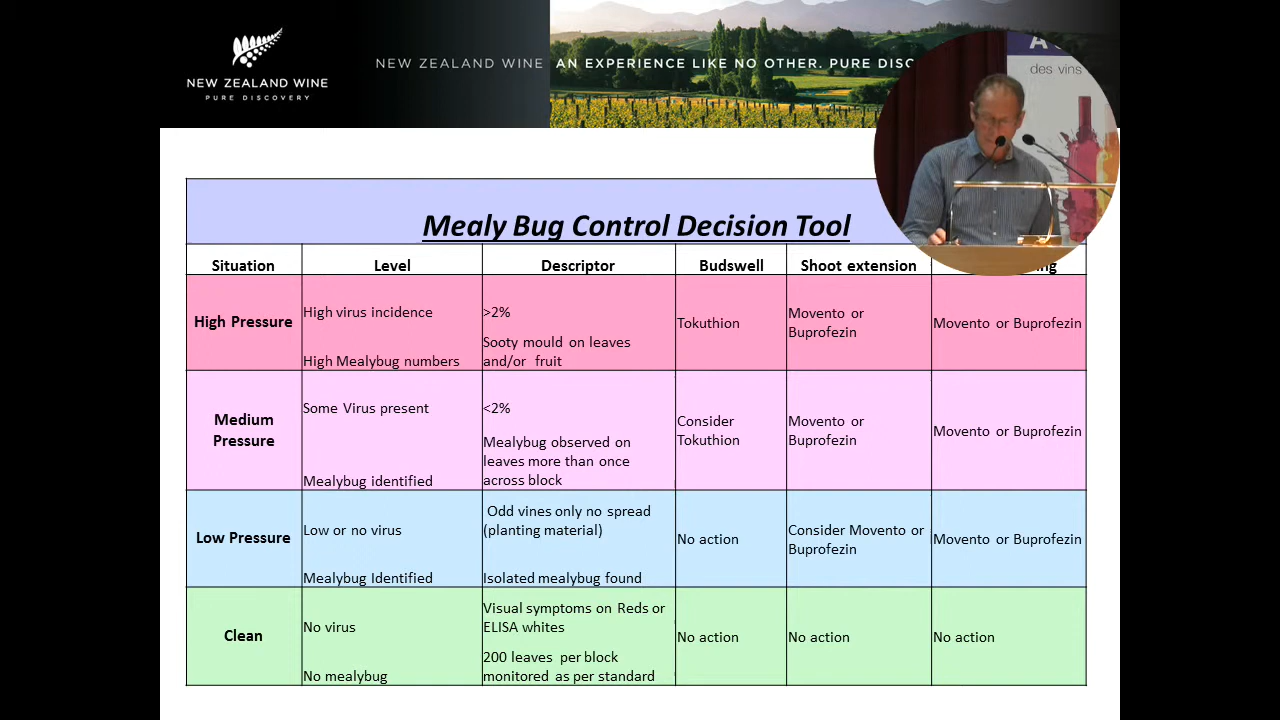 NEW ZEALAND WINE
PURE DISCOVERY
NEW ZEALAND WINE AN EXPERIENCE LIKE NO OTHER. PURE DISC
des vins
Mealy Bug Control Decision Tool
Situation Level Descriptor Budswell Shoot extension
High Pressure
High virus incidence
High Mealybug numbers
>2%
Sooty mould on leaves
and/or fruit
Tokuthion
Movento or
Buprofezin
Movento or Buprofezin
Medium
Pressure
Some Virus present
Mealybug identified
<2%
Mealybug observed on
leaves more than once
across block
Consider
Tokuthion
Movento or
Buprofezin
Movento or Buprofezin
Low Pressure
Low or no virus
Mealybug Identified
Odd vines only no spread
(planting material)
Isolated mealybug found
No action
Consider Movento or
Buprofezin
Movento or Buprofezin
Clean
No virus
No mealybug
Visual symptoms on Reds or
ELISA whites
200 leaves per block
monitored as per standard
No action
No action
No action